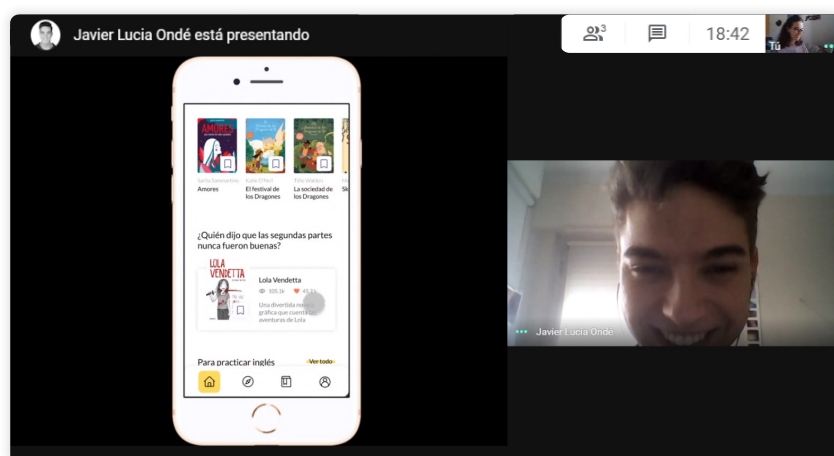 Javier Lucia Ondé está presentando
3
18:42
Tú
AMORES
Amores
El festival de
los Dragones
La sociedad de
los Dragones
¿Quién dijo que las segundas partes
nunca fueron buenas?
LOLA
VENDETTA
Lola Vendetta
Una divertida
gráfica que cuenta
aventuras de Lola
Para practicar inglés
Ver todo
Javier Lucia Ondé